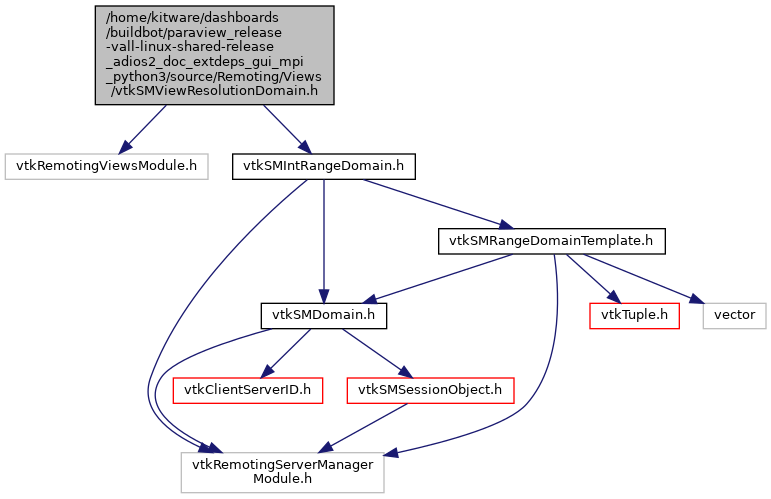 /home/kitware/dashboards
/buildbot/paraview_release
-vall-linux-shared-release
_adios2_doc_extdeps_gui_mpi
_python3/source/Remoting/Views
/vtkSMViewResolutionDomain.h
vtkRemotingViewsModule.h
vtkSMIntRangeDomain.h
vtkSMRangeDomainTemplate.h
vtkSMDomain.h
vtkTuple.h
vector
vtkClientServerID.h
vtkSMSessionObject.h
vtkRemotingServerManager
Module.h